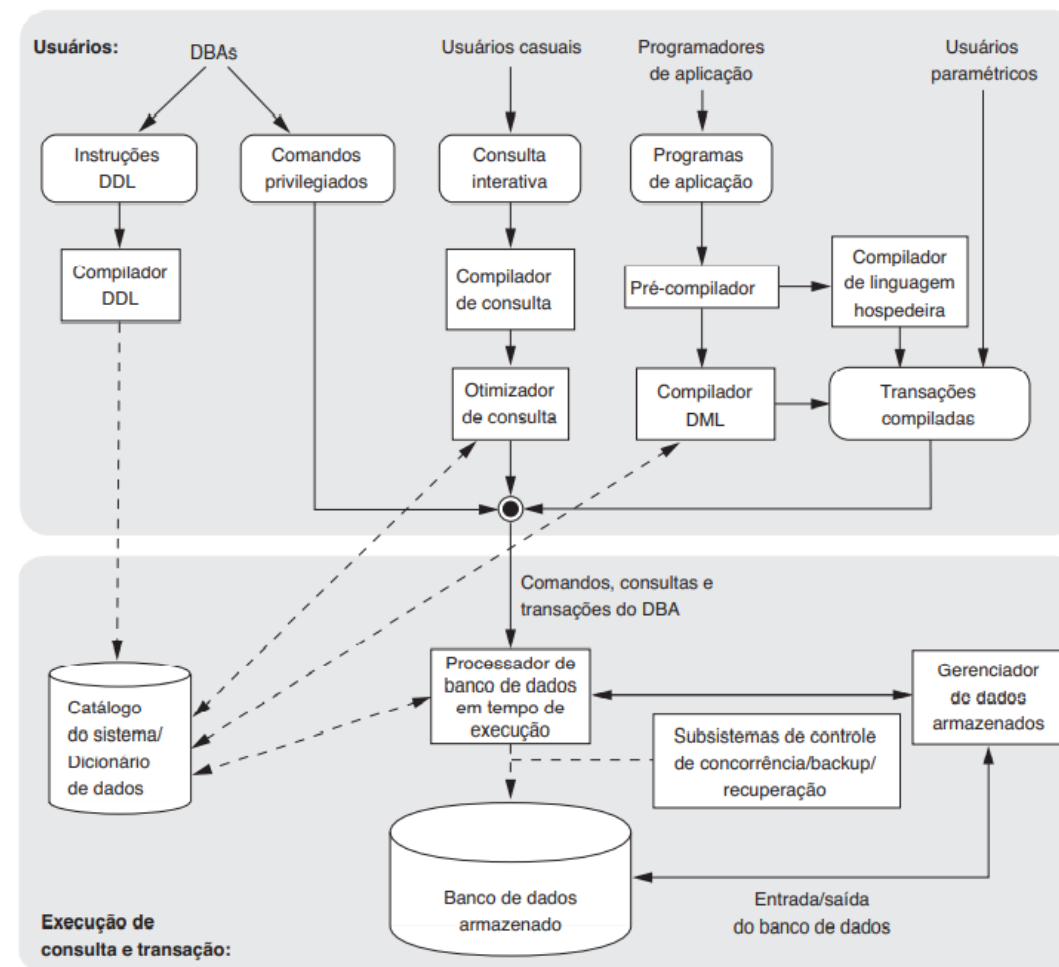 Usuários:
DBAs
Usuários casuais
Programadores
de aplicação
Usuários
paramétricos
Instruções
DDL
Comandos
privilegiados
Consulta
interativa
Programas
de aplicação
Compilador
DDL
Compilador
de consulta
Pré-compilador
Compilador
de linguagem
hospedeira
Otimizador
de consulta
Compilador
DML
Transações
compiladas
Comandos, consultas e
transações do DBA
Catálogo
do sistema/
Dicionário
de dados
Processador de
banco de dados
em tempo de
execução
Gerenciador
de dados
armazenados
Subsistemas de controle
de concorrência/backup/
recuperação
Banco de dados
armazenado
Entrada/saída
do banco de dados
Execução de
consulta e transação: